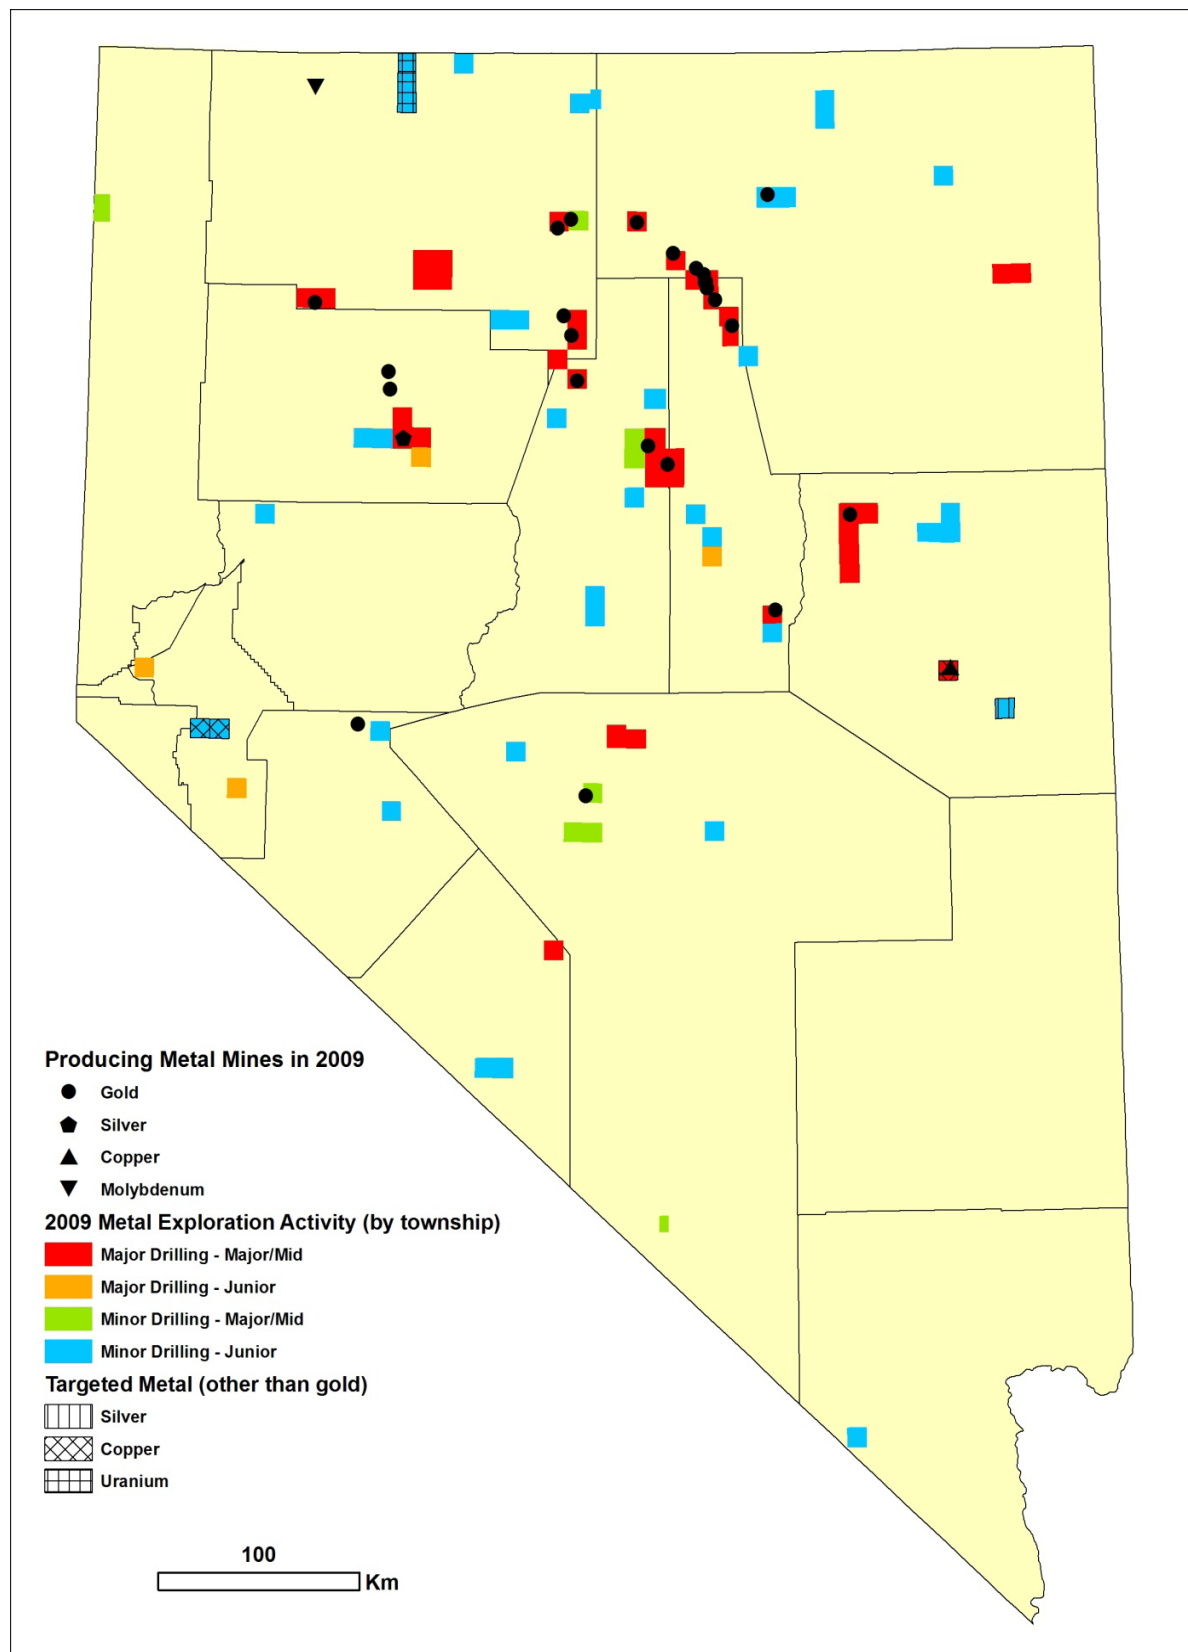 Producing Metal Mines in 2009
Gold
Silver
Copper
Molybdenum
2009 Metal Exploration Activity (by township)
Major Drilling - Major/Mid
Major Drilling - Junior
Minor Drilling - Major/Mid
Minor Drilling - Junior
Targeted Metal (other than gold)
Silver
Copper
Uranium
100
Km